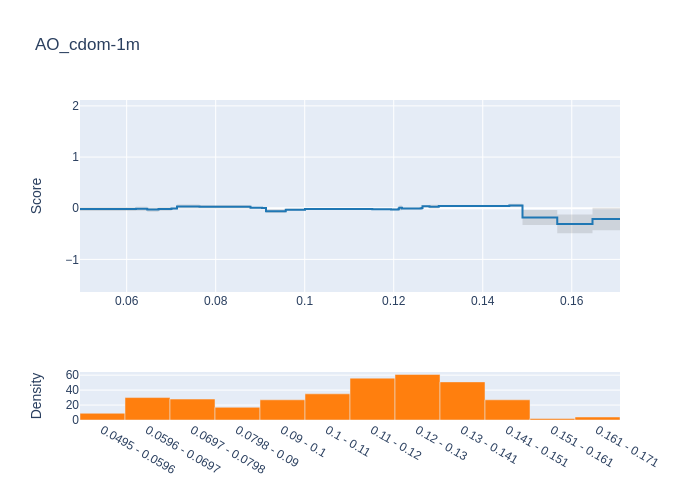 AO_cdom-1m
Score
2
1
0
−1
0.06 0.08 0.1 0.12 0.14 0.16
Density
60
40
20
0
0.0495 - 0.0596
0.0596 - 0.0697
0.0697 - 0.0798
0.0798 - 0.09
0.09 - 0.1
0.1 - 0.11
0.11 - 0.12
0.12 - 0.13
0.13 - 0.141
0.141 - 0.151
0.151 - 0.161
0.161 - 0.171